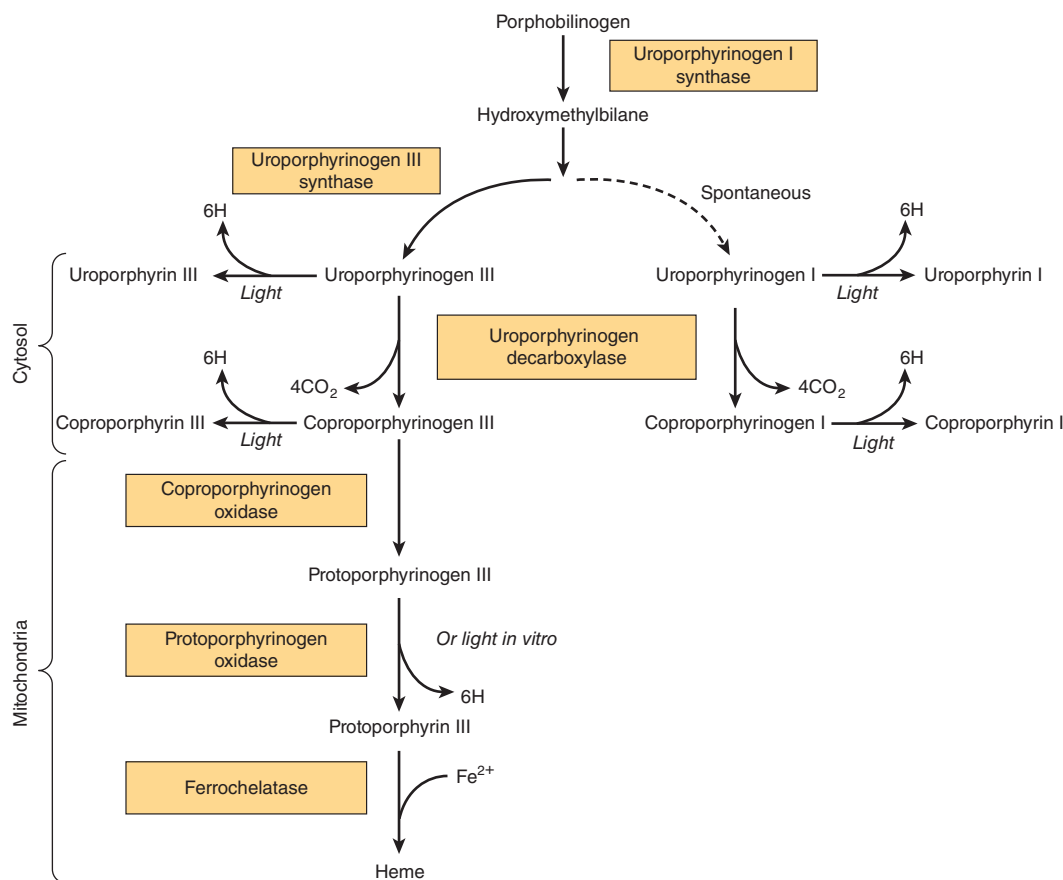 Porphobilinogen
Uroporphyrinogen I
synthase
Hydroxymethylbilane
Uroporphyrinogen III
synthase
Spontaneous
6H
6H
Uroporphyrin III
Light
Uroporphyrinogen III
Uroporphyrinogen I
Light
Uroporphyrin I
Cytosol
Uroporphyrinogen
decarboxylase
6H
4CO₂
4CO₂
6H
Coproporphyrin III
Light
Coproporphyrinogen III
Coproporphyrinogen I
Light
Coproporphyrin I
Mitochondria
Coproporphyrinogen
oxidase
Protoporphyrinogen III
Protoporphyrinogen
oxidase
Or light in vitro
6H
Protoporphyrin III
Ferrochelatase
Fe²⁺
Heme